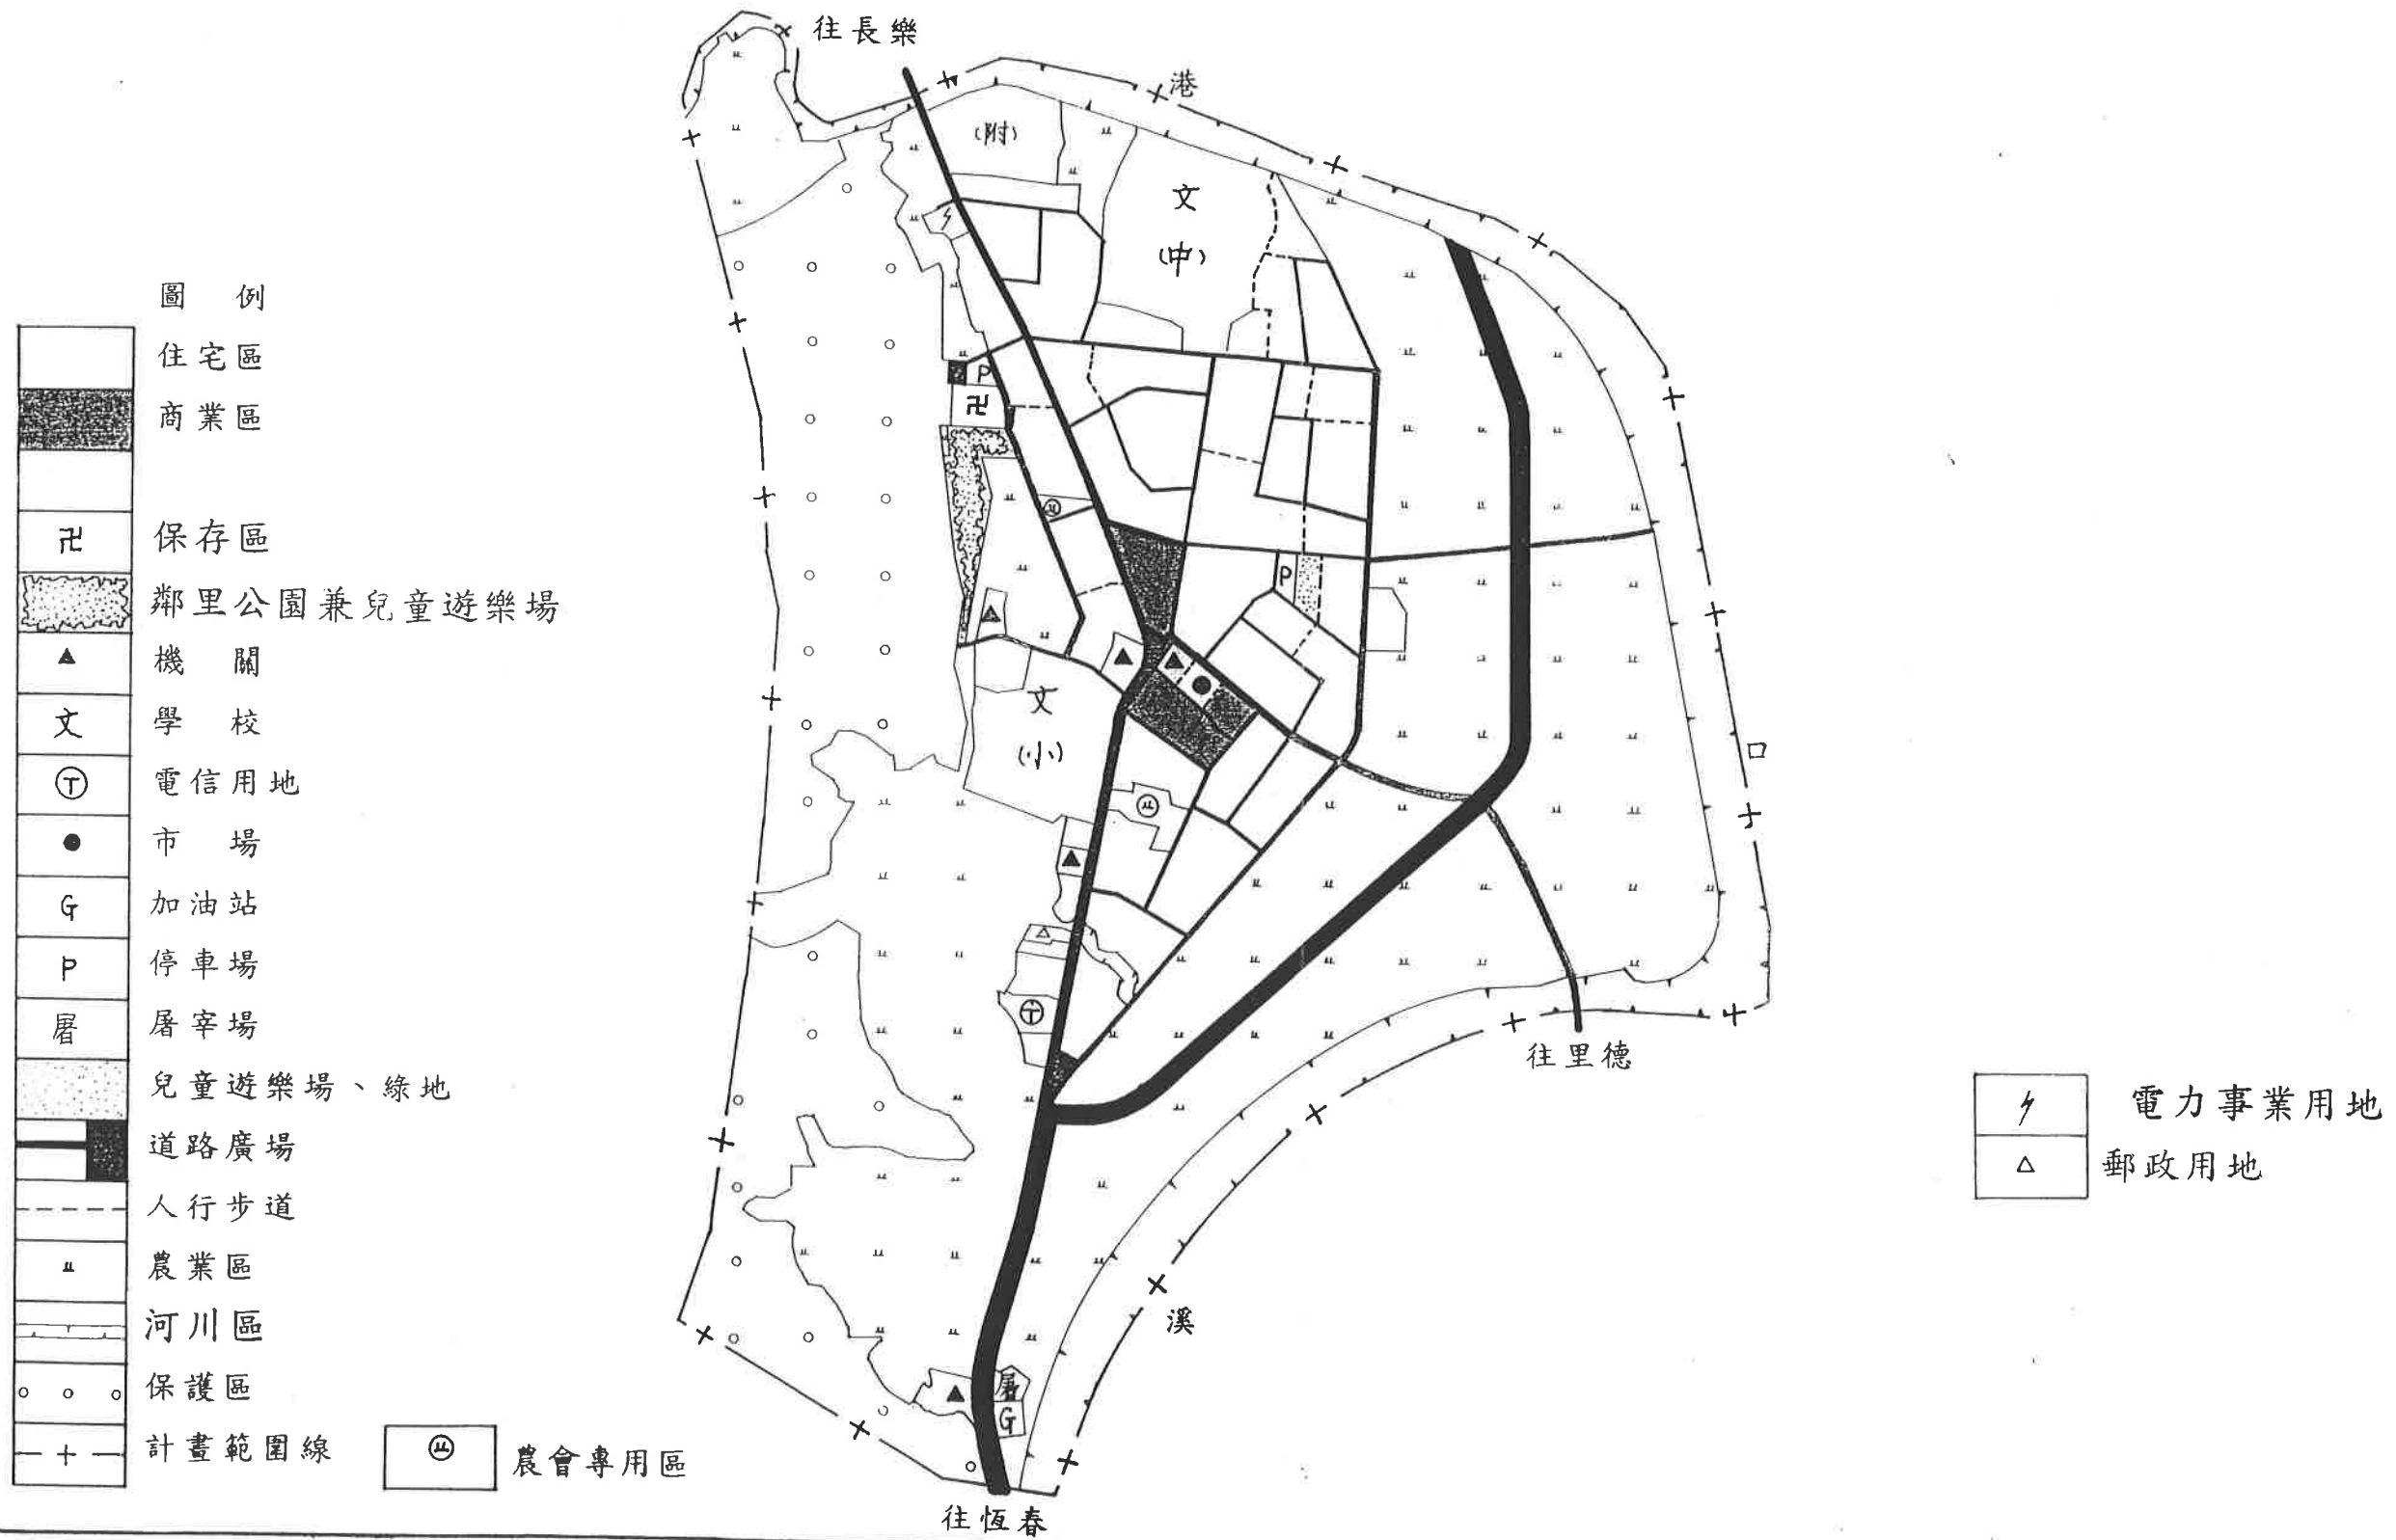 往長樂
港
(附)
文
(中)
P
卍
P
文
(小)
口
往里德
溪
屠
G
往恆春
圖例
住宅區
商業區
卍 保存區
鄰里公園兼兒童遊樂場
機關
文 學校
T 電信用地
市場
G 加油站
P 停車場
屠 屠宰場
兒童遊樂場、綠地
道路廣場
人行步道
農業區
河川區
保護區
計畫範圍線
農會專用區
電力事業用地
郵政用地